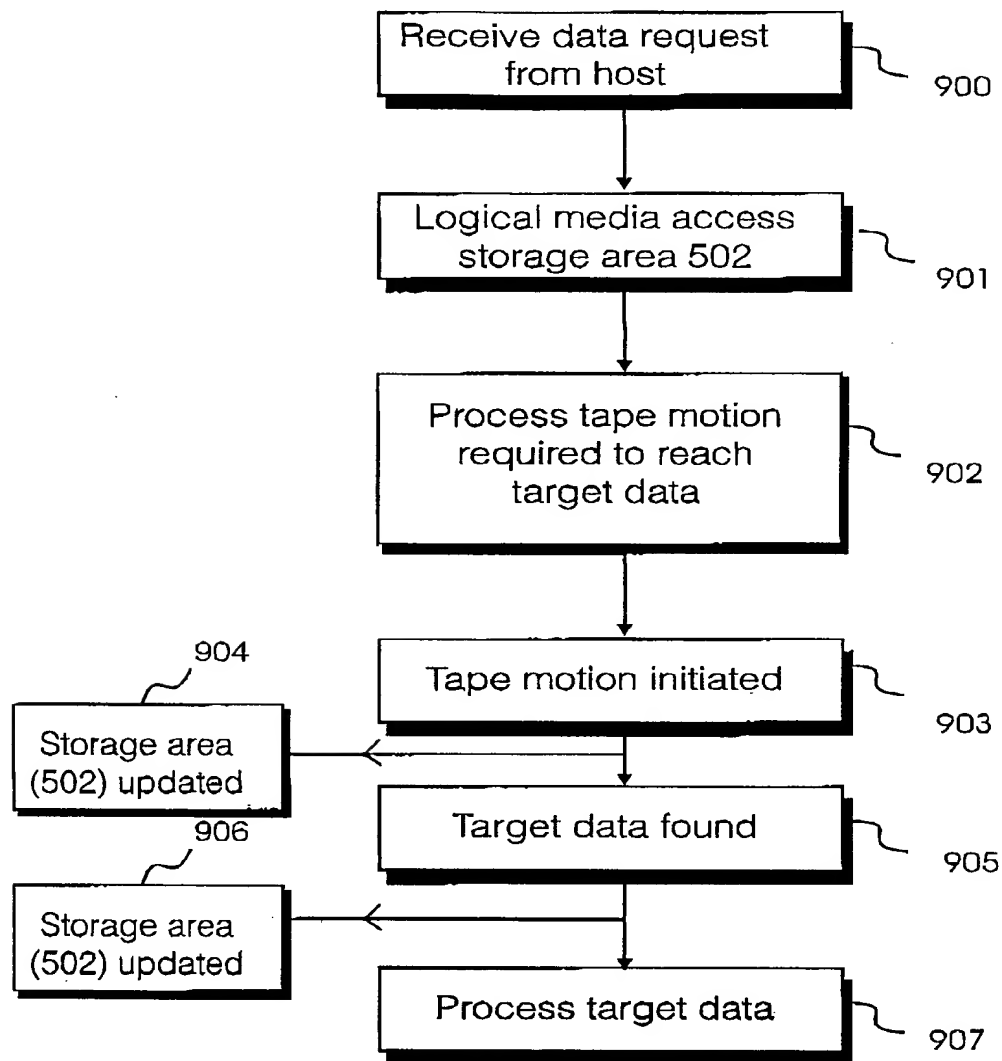 Receive data request
from host
900
Logical media access
storage area 502
901
Process tape motion
required to reach
target data
902
Tape motion initiated
903
904
Storage area
(502) updated
Target data found
905
906
Storage area
(502) updated
Process target data
907